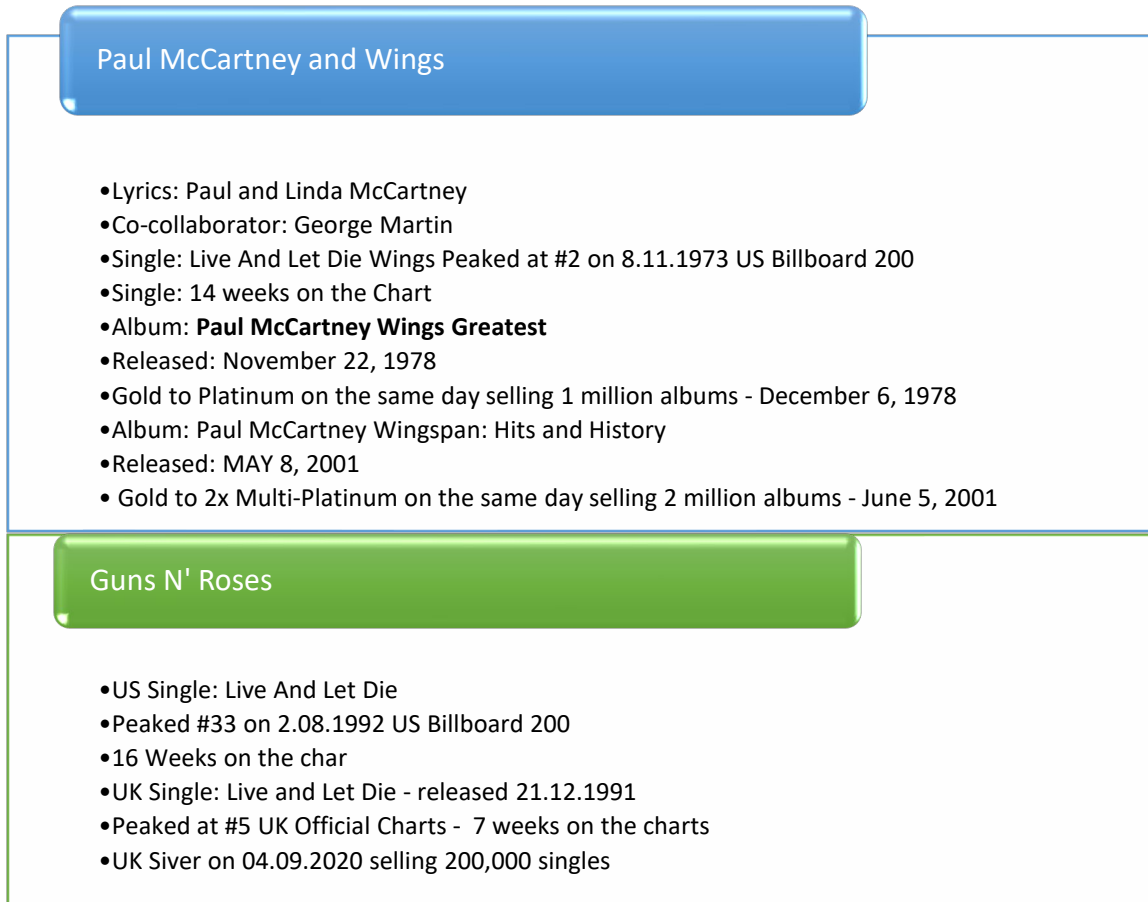 Paul McCartney and Wings
•Lyrics: Paul and Linda McCartney
•Co-collaborator: George Martin
•Single: Live And Let Die Wings Peaked at #2 on 8.11.1973 US Billboard 200
•Single: 14 weeks on the Chart
•Album: Paul McCartney Wings Greatest
•Released: November 22, 1978
•Gold to Platinum on the same day selling 1 million albums - December 6, 1978
•Album: Paul McCartney Wingspan: Hits and History
•Released: MAY 8, 2001
• Gold to 2x Multi-Platinum on the same day selling 2 million albums - June 5, 2001
Guns N' Roses
•US Single: Live And Let Die
•Peaked #33 on 2.08.1992 US Billboard 200
•16 Weeks on the char
•UK Single: Live and Let Die - released 21.12.1991
•Peaked at #5 UK Official Charts -  7 weeks on the charts
•UK Siver on 04.09.2020 selling 200,000 singles